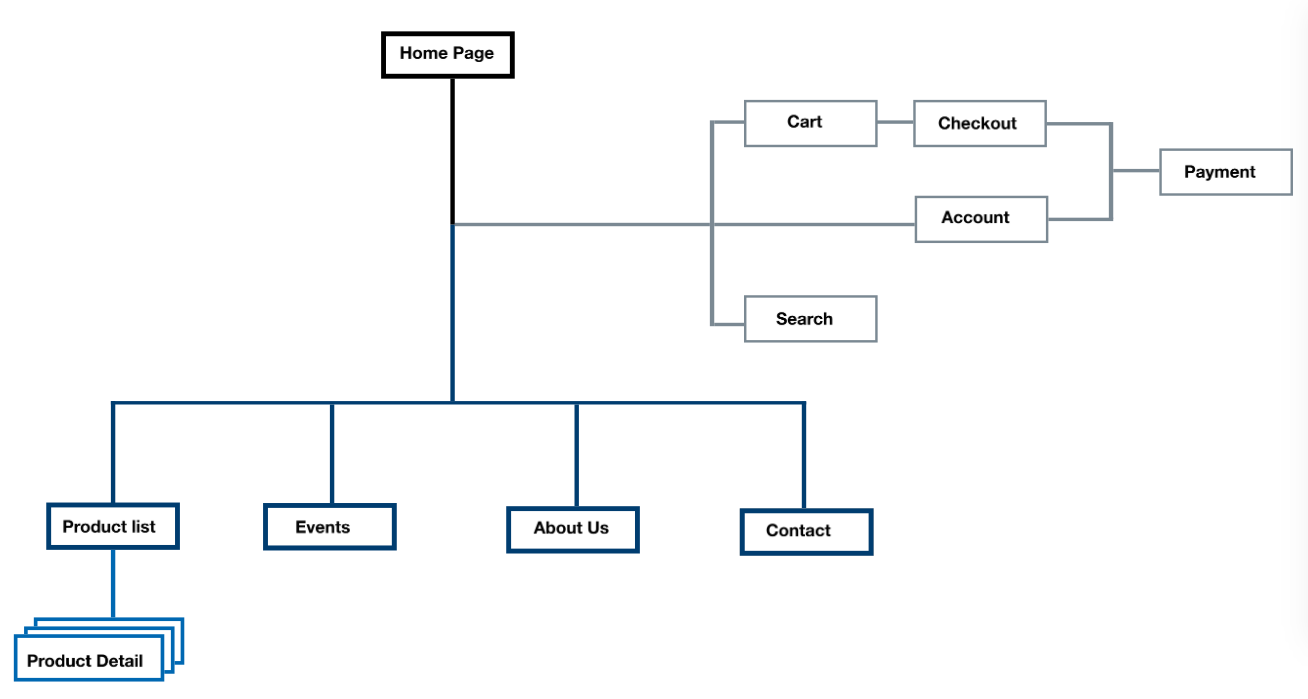 Home Page
Cart
Checkout
Payment
Account
Search
Product list
Events
About Us
Contact
Product Detail